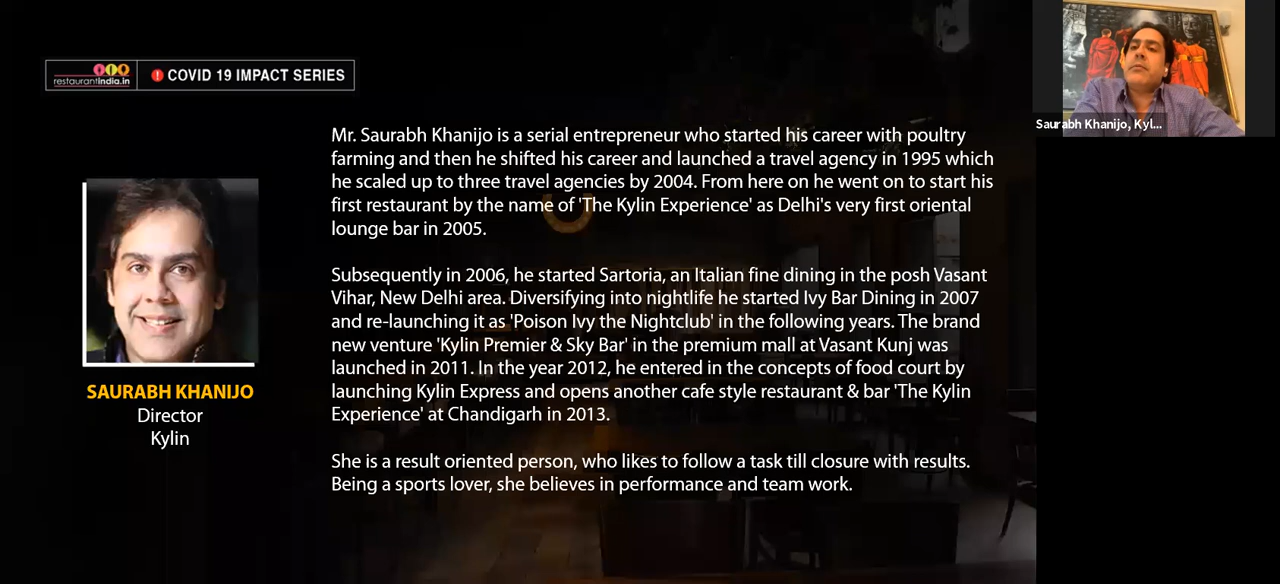 restaurantindia.in
COVID 19 IMPACT SERIES
Saurabh Khanijo, Kyl...
Mr. Saurabh Khanijo is a serial entrepreneur who started his career with poultry
farming and then he shifted his career and launched a travel agency in 1995 which
he scaled up to three travel agencies by 2004. From here on he went on to start his
first restaurant by the name of 'The Kylin Experience' as Delhi's very first oriental
lounge bar in 2005.
Subsequently in 2006, he started Sartoria, an Italian fine dining in the posh Vasant
Vihar, New Delhi area. Diversifying into nightlife he started Ivy Bar Dining in 2007
and re-launching it as 'Poison Ivy the Nightclub' in the following years. The brand
new venture 'Kylin Premier & Sky Bar' in the premium mall at Vasant Kunj was
launched in 2011. In the year 2012, he entered in the concepts of food court by
launching Kylin Express and opens another cafe style restaurant & bar 'The Kylin
Experience' at Chandigarh in 2013.
She is a result oriented person, who likes to follow a task till closure with results.
Being a sports lover, she believes in performance and team work.
SAURABH KHANIJO
Director
Kylin